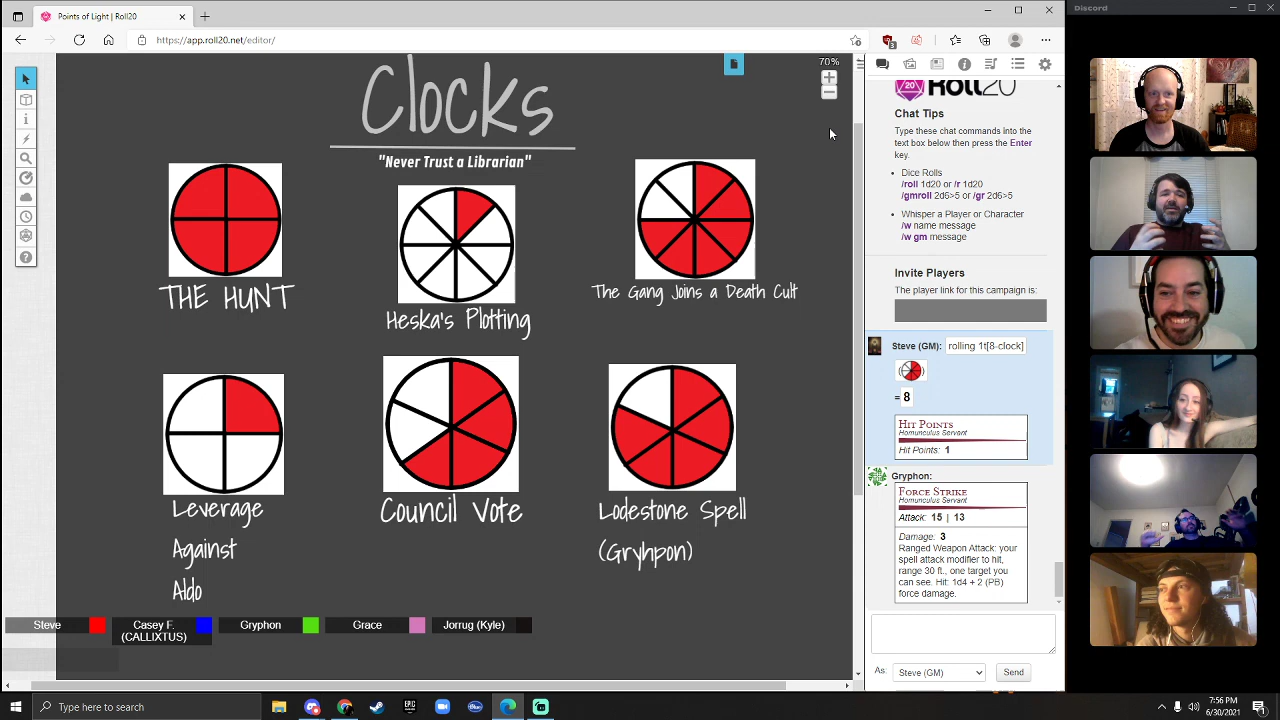 Discord
Points of Light | Roll20
https://app.roll20.net/editor/
3
70%
Clocks
"Never Trust a Librarian"
THE HUNT
Heska's Plotting
The Gang Joins a Death Cult
Leverage
Against
Aldo
Council Vote
Lodestone Spell
(Gryhpon)
Steve
Casey F.
(CALLIXTUS)
Gryphon
Grace
Jorrug (Kyle)
20 ROLL20
Chat Tips
Type these chat commands into the
text box below then press the Enter
key.
Dice Rolls
/roll 1d20 or /r 1d20
/gmroll 2d6>5 or /gr 2d6>5
Whisper a Player or Character
/w name message
/w gm message
Invite Players
The player link for this campaign is:
Steve (GM): rolling 1t[8-clock]
( )
= 8
Hit Points
Homunculus Servant
Hit Points: 1
Gryphon:
Force Strike
Homunculus Servant
Attack: 15 | 13
Damage: 3
Ranged Weapon Attack: your
spell attack modifier to hit,
range 30 ft., one target you
can see. Hit: 1d4 + 2 (PB)
force damage.
As: Steve (GM) Send
Type here to search
EPIC
7:56 PM
6/30/2021
1